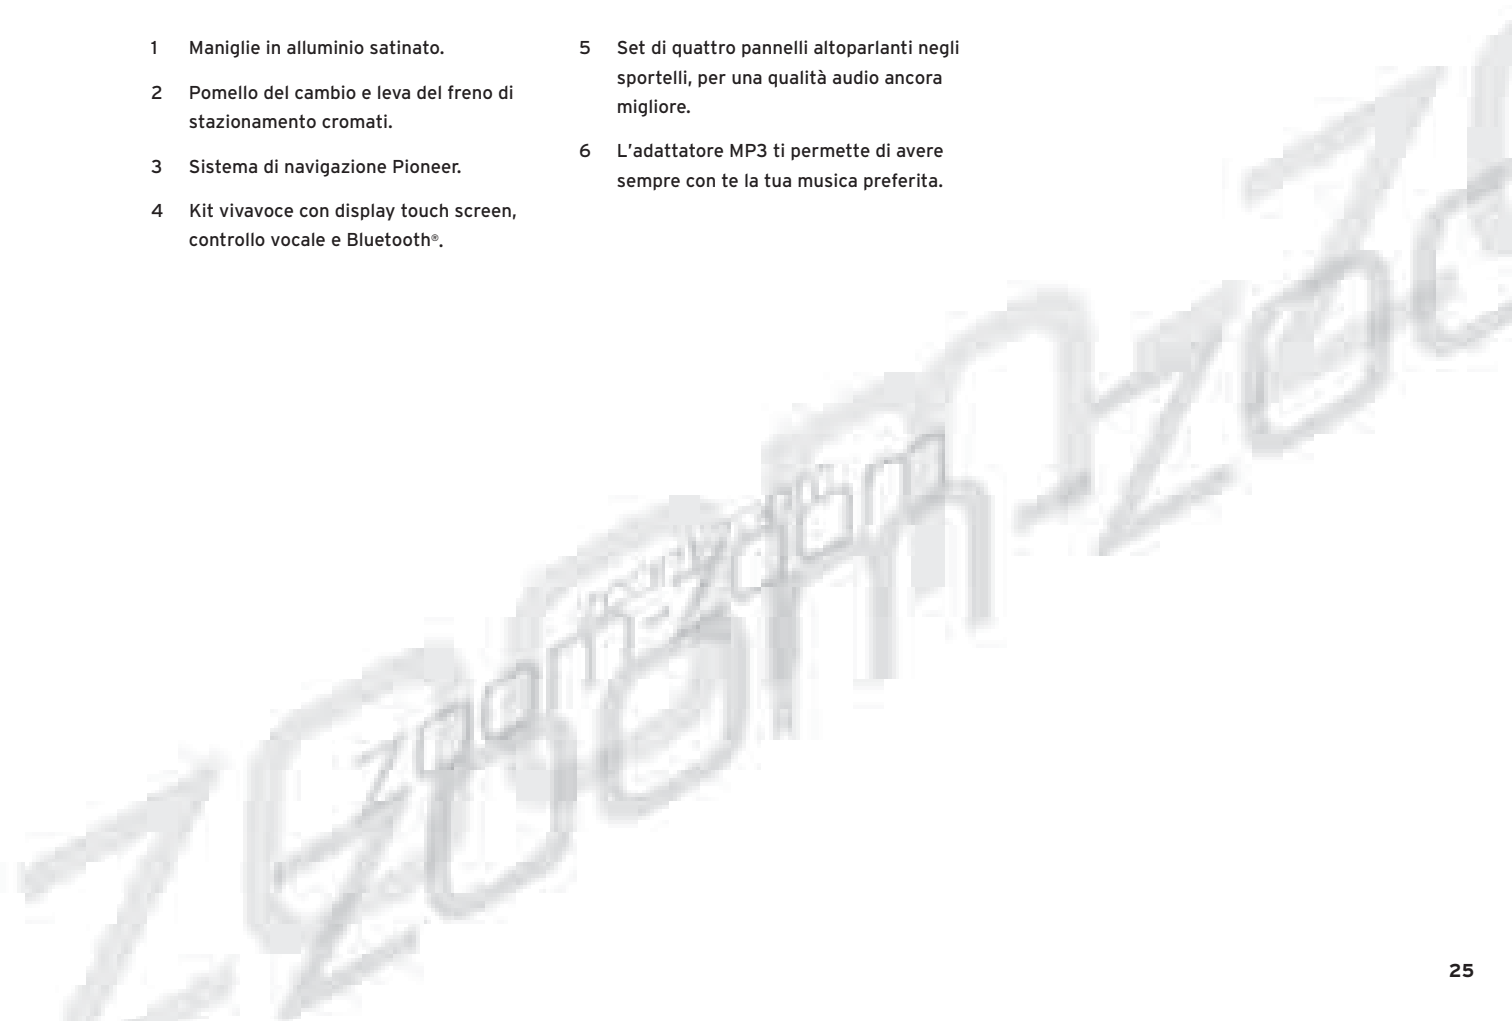 1 Maniglie in alluminio satinato.
2 Pomello del cambio e leva del freno di
stazionamento cromati.
3 Sistema di navigazione Pioneer.
4 Kit vivavoce con display touch screen,
controllo vocale e Bluetooth®.
5 Set di quattro pannelli altoparlanti negli
sportelli, per una qualità audio ancora
migliore.
6 L’adattatore MP3 ti permette di avere
sempre con te la tua musica preferita.
zoom-zoom
zoom-zoo
25